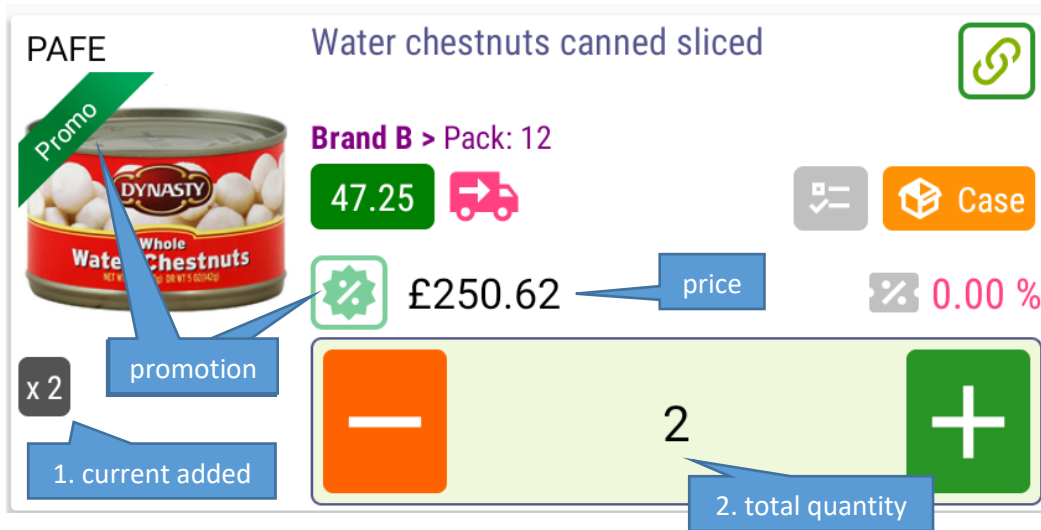 PAFE
Water chestnuts canned sliced
Promo
Brand B > Pack: 12
DYNASTY
47.25
Case
Whole
Water Chestnuts
£250.62
price
0.00 %
promotion
x 2
2
1. current added
2. total quantity